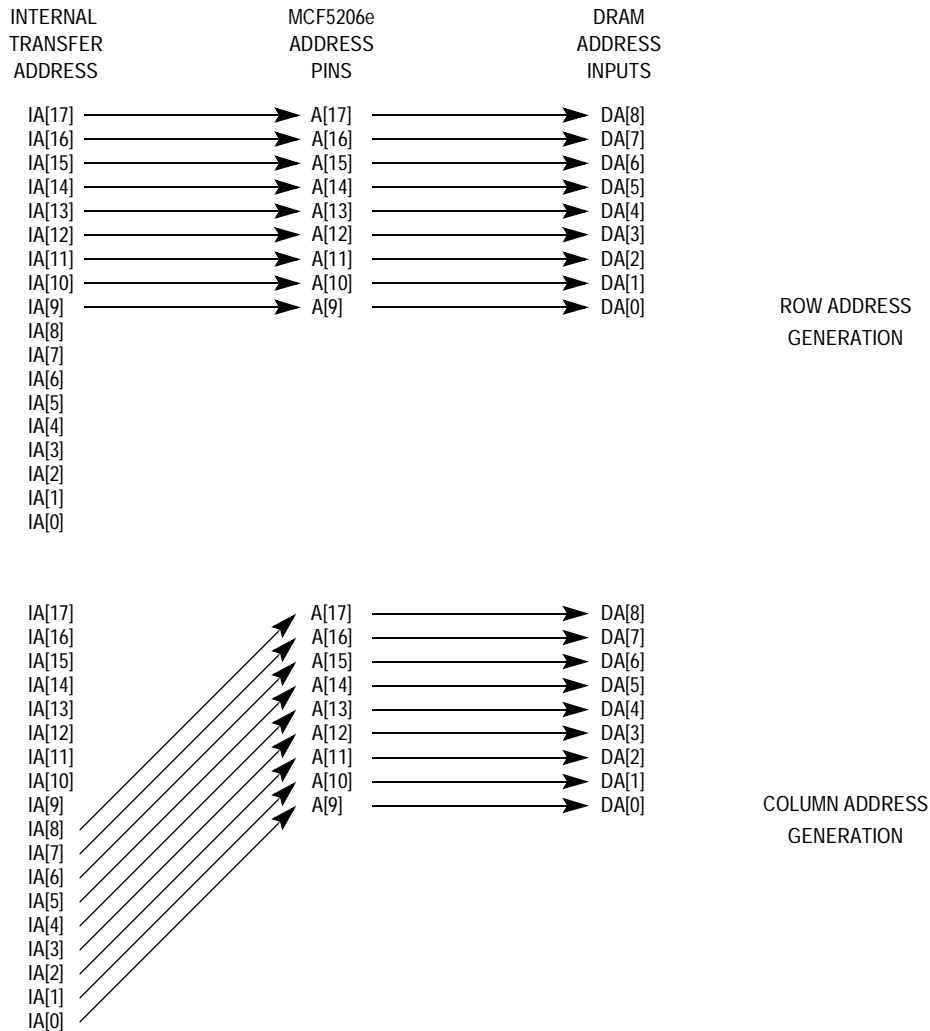 INTERNAL TRANSFER ADDRESS
MCF5206e ADDRESS PINS
DRAM ADDRESS INPUTS
IA[17] A[17] DA[8]
IA[16] A[16] DA[7]
IA[15] A[15] DA[6]
IA[14] A[14] DA[5]
IA[13] A[13] DA[4]
IA[12] A[12] DA[3]
IA[11] A[11] DA[2]
IA[10] A[10] DA[1]
IA[9] A[9] DA[0]
IA[8]
IA[7]
IA[6]
IA[5]
IA[4]
IA[3]
IA[2]
IA[1]
IA[0]
ROW ADDRESS
GENERATION
IA[17] A[17] DA[8]
IA[16] A[16] DA[7]
IA[15] A[15] DA[6]
IA[14] A[14] DA[5]
IA[13] A[13] DA[4]
IA[12] A[12] DA[3]
IA[11] A[11] DA[2]
IA[10] A[10] DA[1]
IA[9] A[9] DA[0]
IA[8]
IA[7]
IA[6]
IA[5]
IA[4]
IA[3]
IA[2]
IA[1]
IA[0]
COLUMN ADDRESS
GENERATION